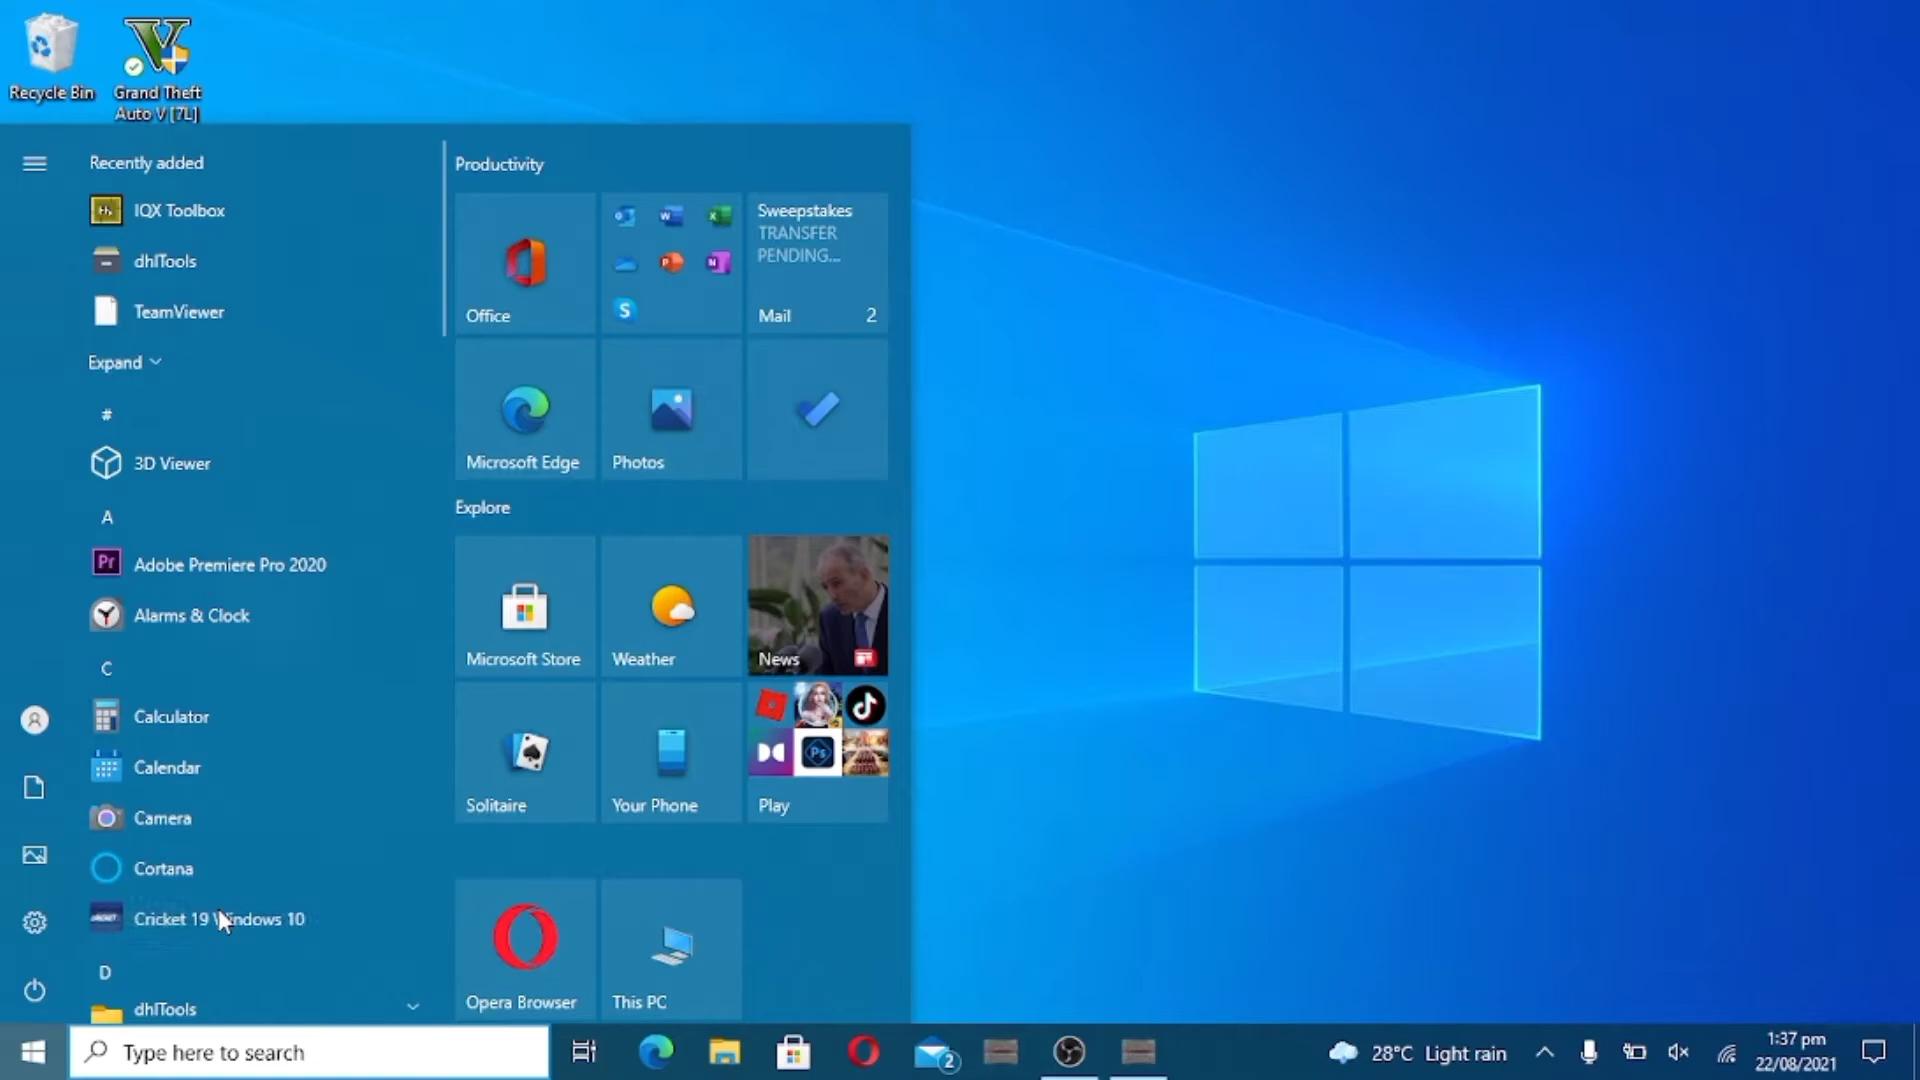 Recycle Bin
Grand Theft
Auto V [7L]
Recently added
IQX Toolbox
dhlTools
TeamViewer
Expand
#
3D Viewer
A
Adobe Premiere Pro 2020
Alarms & Clock
C
Calculator
Calendar
Camera
Cortana
Cricket 19 Windows 10
D
dhlTools
Productivity
Office
Sweepstakes
TRANSFER
PENDING...
Mail 2
Microsoft Edge
Photos
Explore
Microsoft Store
Weather
News
Solitaire
Your Phone
Play
Opera Browser
This PC
Type here to search
2
28°C Light rain
1:37 pm
22/08/2021